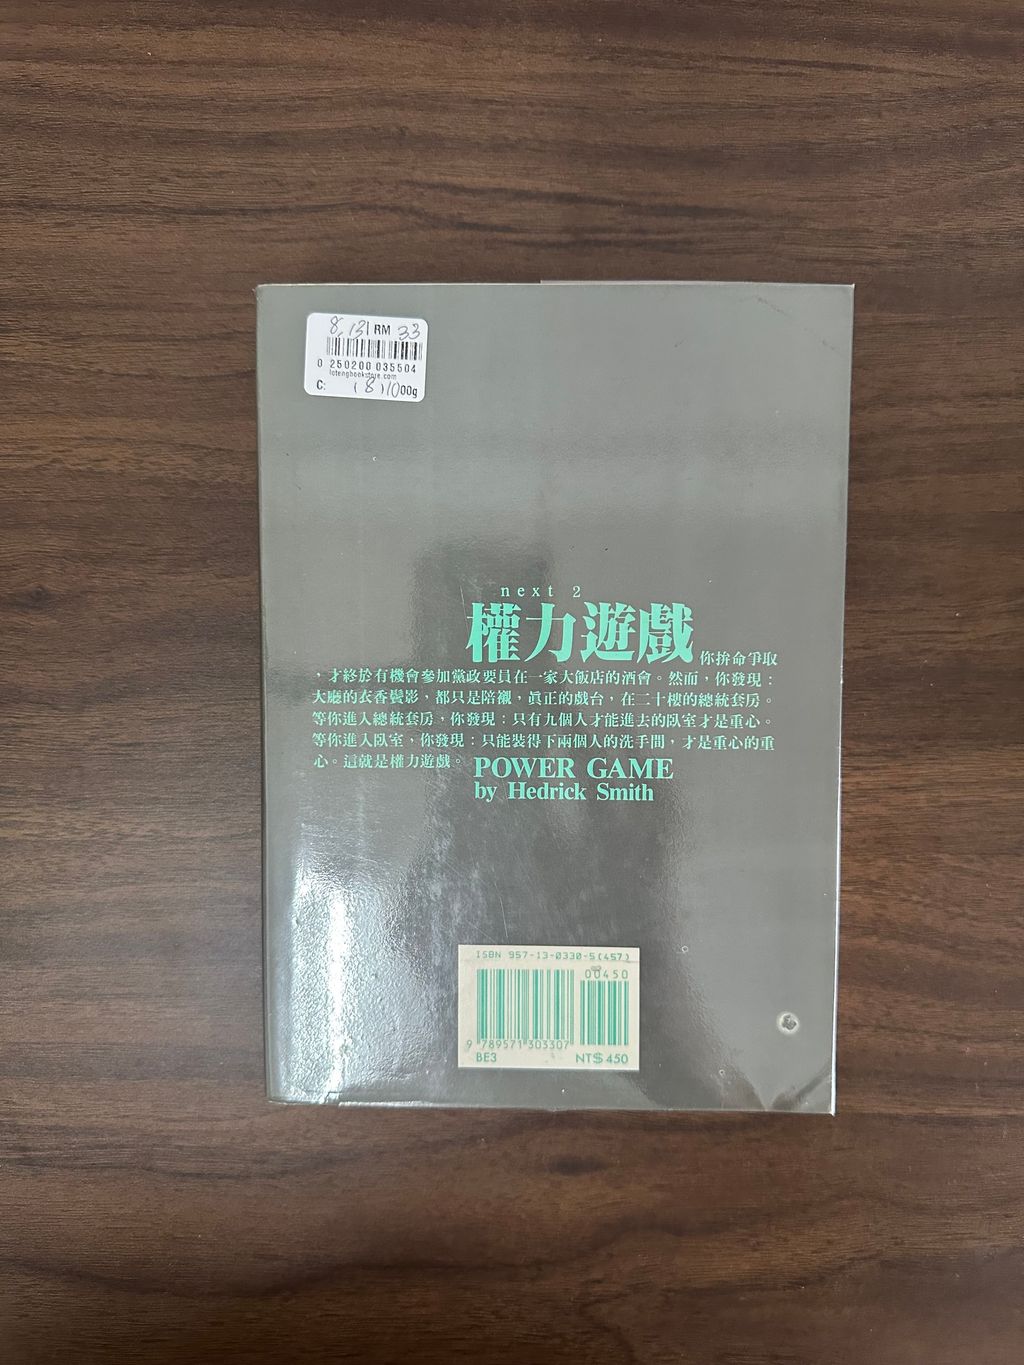 8,13 RM 33
0 250200 035504
lotengbookstore.com
C: (8)1000g
next 2
權力遊戲 你拚命爭取
，才終於有機會參加黨政要員在一家大飯店的酒會。然而，你發現：
大廳的衣香鬢影，都只是陪襯，眞正的戲台，在二十樓的總統套房。
等你進入總統套房，你發現：只有九個人才能進去的臥室才是重心。
等你進入臥室，你發現：只能裝得下兩個人的洗手間，才是重心的重
心。這就是權力遊戲。 POWER GAME
by Hedrick Smith
ISBN 957-13-0330-5(457)
00450
9 789571 303307
BE3 NT$450